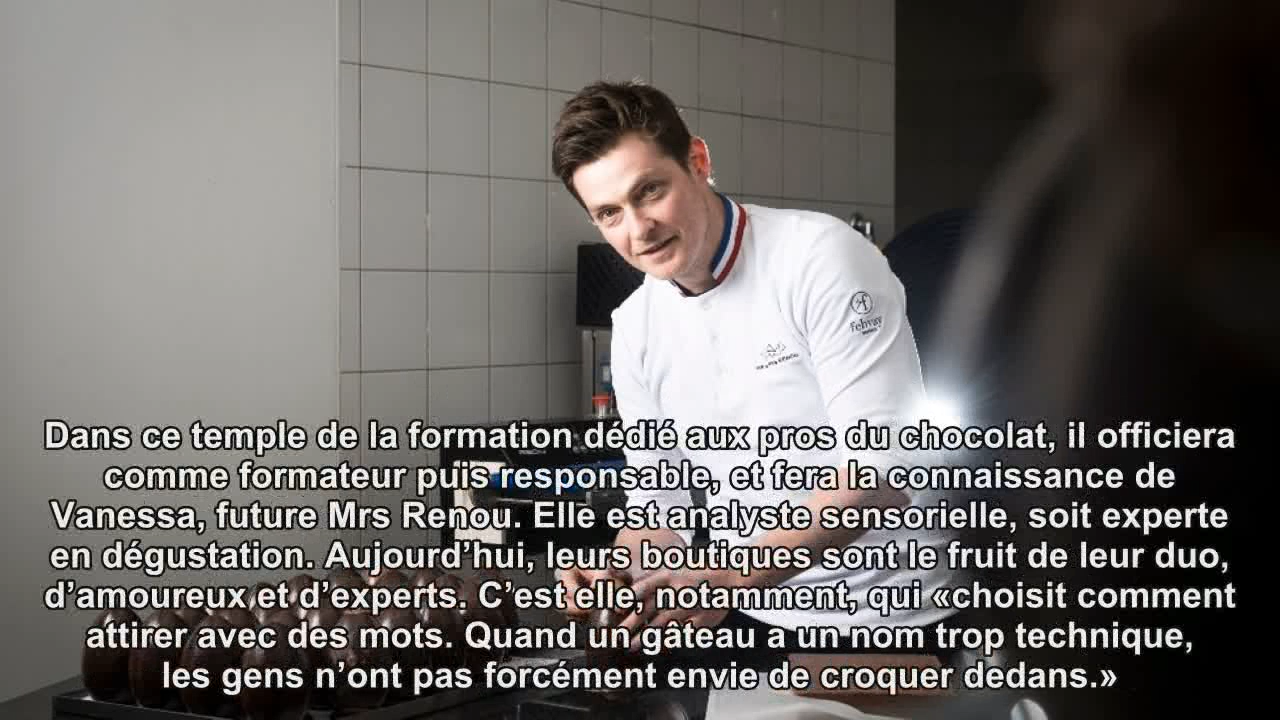 fehvay
Dans ce temple de la formation dédié aux pros du chocolat, il officiera
comme formateur puis responsable, et fera la connaissance de
Vanessa, future Mrs Renou. Elle est analyste sensorielle, soit experte
en dégustation. Aujourd’hui, leurs boutiques sont le fruit de leur duo,
d’amoureux et d’experts. C’est elle, notamment, qui «choisit comment
attirer avec des mots. Quand un gâteau a un nom trop technique,
les gens n’ont pas forcément envie de croquer dedans.»